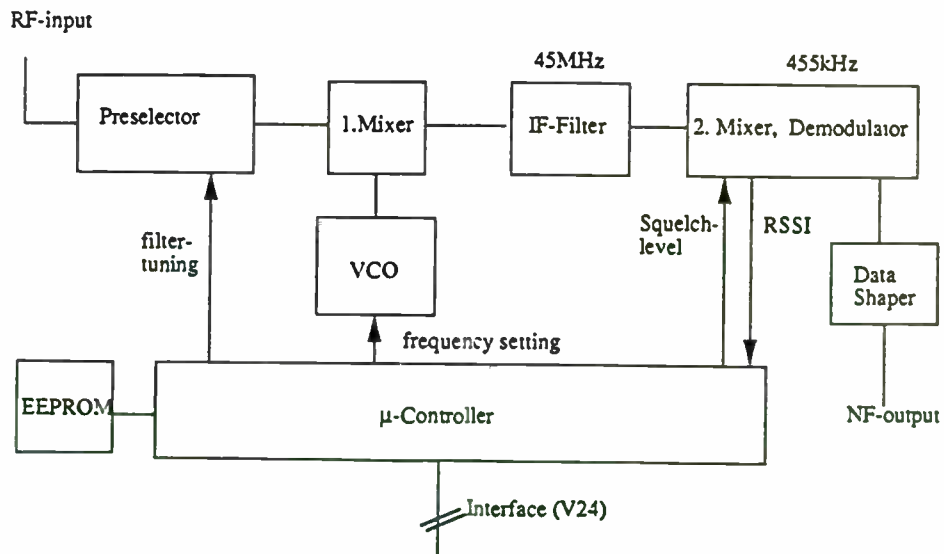 RF-input
45MHz
455kHz
Preselector
1.Mixer
IF-Filter
2. Mixer, Demodulator
filter-
tuning
VCO
Squelch-
level
RSSI
Data
Shaper
frequency setting
EEPROM
µ-Controller
NF-output
Interface (V24)